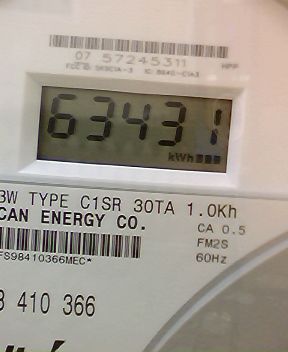 07 57245311
HPP
63431
kWh
3W TYPE C1SR 30TA 1.0Kh
CAN ENERGY CO. CA 0.5
FM2S
FS98410366MEC* 60Hz
410 366